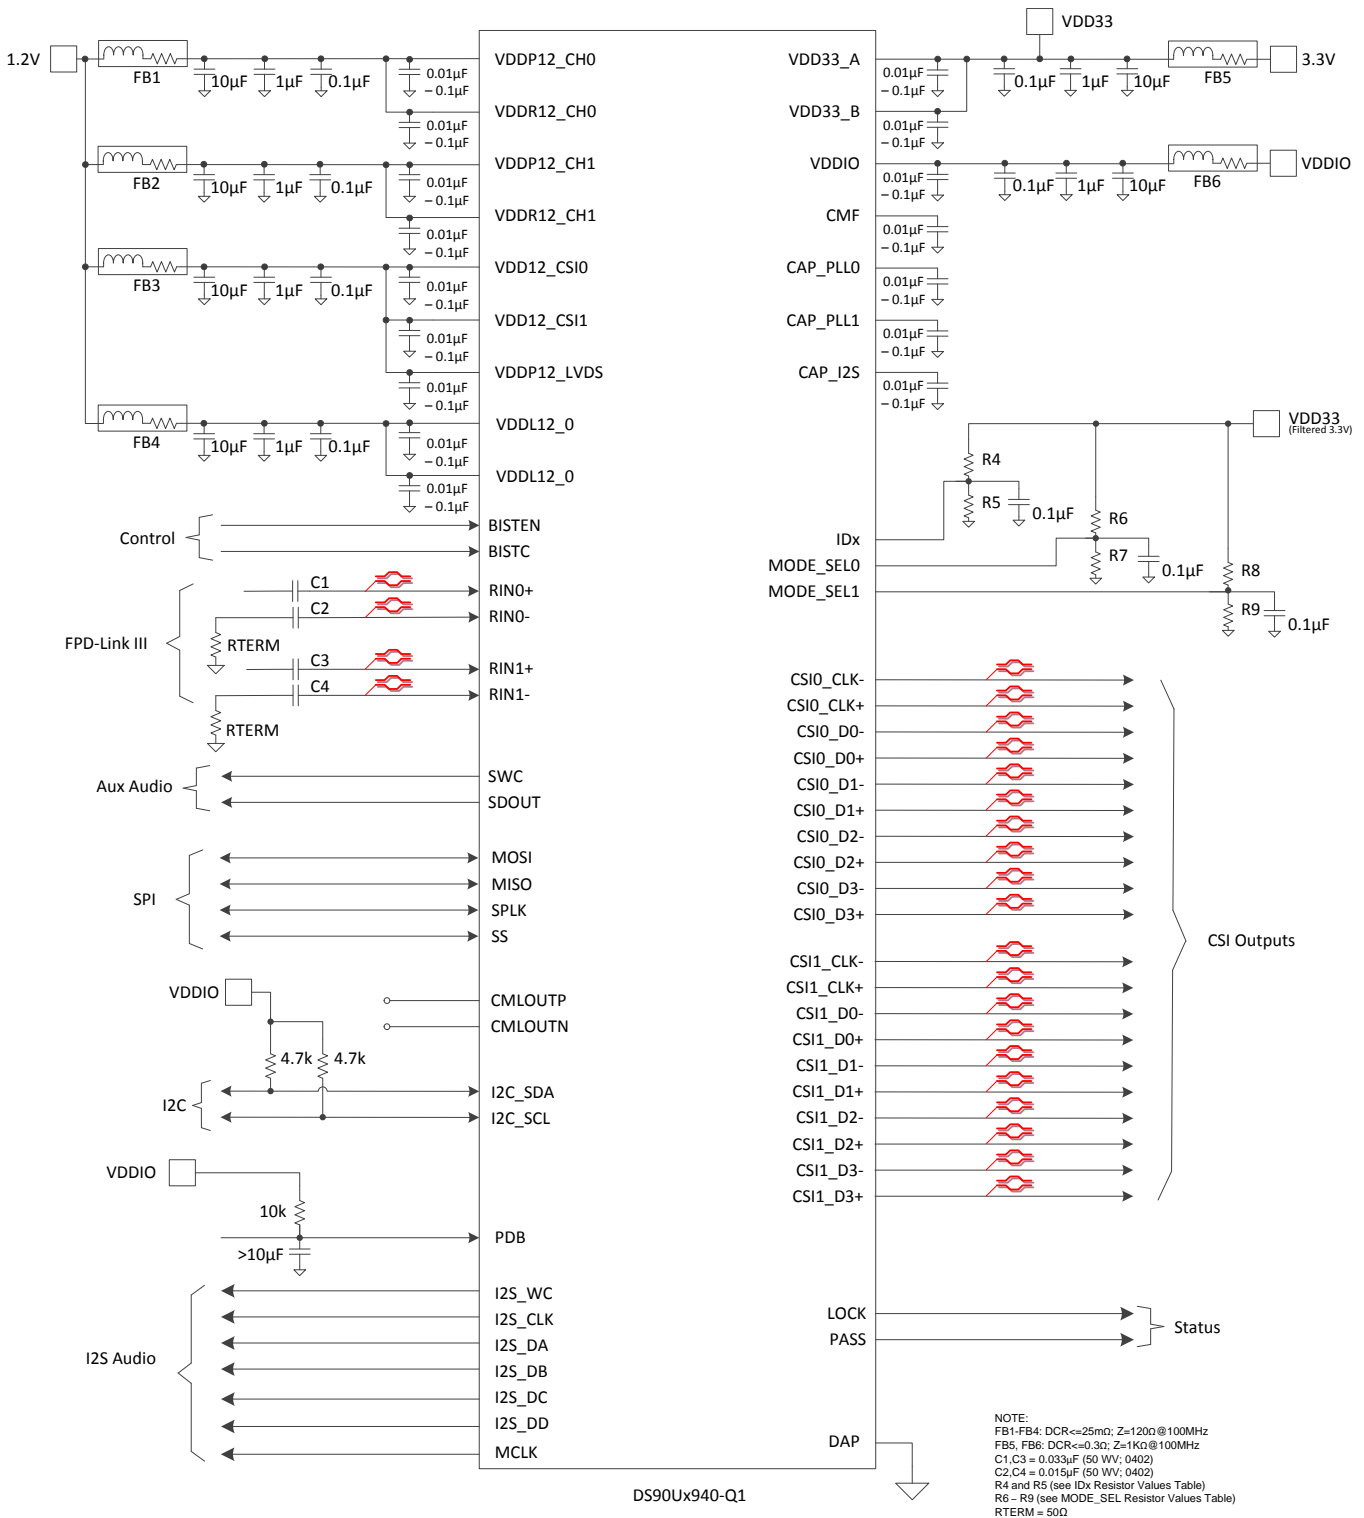 VDD33
1.2V
FB1
10µF
1µF
0.1µF
0.01µF
– 0.1µF
VDDP12_CH0
0.01µF
– 0.1µF
VDDR12_CH0
FB2
10µF
1µF
0.1µF
0.01µF
– 0.1µF
VDDP12_CH1
0.01µF
– 0.1µF
VDDR12_CH1
FB3
10µF
1µF
0.1µF
0.01µF
– 0.1µF
VDD12_CSI0
0.01µF
– 0.1µF
VDD12_CSI1
0.01µF
– 0.1µF
VDDP12_LVDS
FB4
10µF
1µF
0.1µF
0.01µF
– 0.1µF
VDDL12_0
0.01µF
– 0.1µF
VDDL12_0
Control
BISTEN
BISTC
FPD-Link III
C1
RIN0+
C2
RIN0-
RTERM
C3
RIN1+
C4
RIN1-
RTERM
Aux Audio
SWC
SDOUT
SPI
MOSI
MISO
SPLK
SS
CMLOUTP
CMLOUTN
VDDIO
4.7k
4.7k
I2C
I2C_SDA
I2C_SCL
VDDIO
10k
>10µF
PDB
I2S Audio
I2S_WC
I2S_CLK
I2S_DA
I2S_DB
I2S_DC
I2S_DD
MCLK
VDD33_A
0.01µF
– 0.1µF
0.1µF
1µF
10µF
FB5
3.3V
VDD33_B
0.01µF
– 0.1µF
VDDIO
0.01µF
– 0.1µF
0.1µF
1µF
10µF
FB6
VDDIO
CMF
0.01µF
– 0.1µF
CAP_PLL0
0.01µF
– 0.1µF
CAP_PLL1
0.01µF
– 0.1µF
CAP_I2S
0.01µF
– 0.1µF
VDD33
(Filtered 3.3V)
R4
R5
0.1µF
R6
R7
0.1µF
R8
R9
0.1µF
IDx
MODE_SEL0
MODE_SEL1
CSI0_CLK-
CSI0_CLK+
CSI0_D0-
CSI0_D0+
CSI0_D1-
CSI0_D1+
CSI0_D2-
CSI0_D2+
CSI0_D3-
CSI0_D3+
CSI Outputs
CSI1_CLK-
CSI1_CLK+
CSI1_D0-
CSI1_D0+
CSI1_D1-
CSI1_D1+
CSI1_D2-
CSI1_D2+
CSI1_D3-
CSI1_D3+
LOCK
PASS
Status
DAP
DS90Ux940-Q1
NOTE:
FB1-FB4: DCR<=25mΩ; Z=120Ω@100MHz
FB5, FB6: DCR<=0.3Ω; Z=1KΩ@100MHz
C1,C3 = 0.033µF (50 WV; 0402)
C2,C4 = 0.015µF (50 WV; 0402)
R4 and R5 (see IDx Resistor Values Table)
R6 – R9 (see MODE_SEL Resistor Values Table)
RTERM = 50Ω